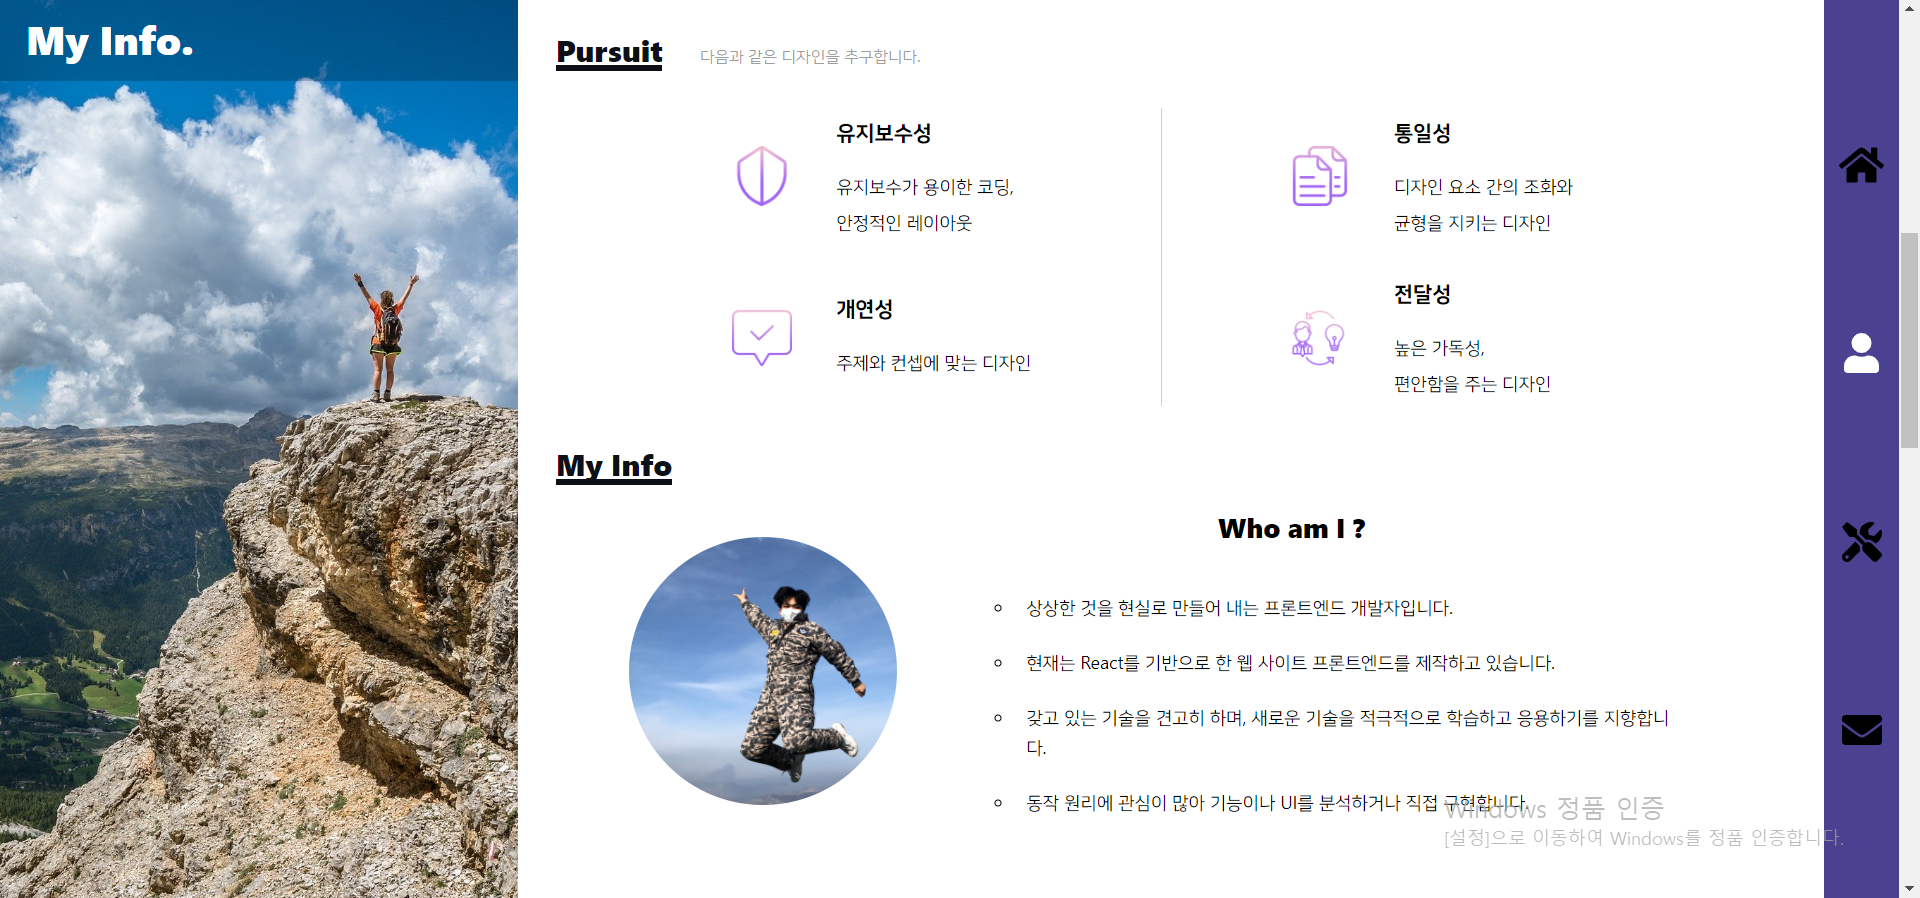 My Info.
Pursuit
다음과 같은 디자인을 추구합니다.
유지보수성
유지보수가 용이한 코딩,
안정적인 레이아웃
통일성
디자인 요소 간의 조화와
균형을 지키는 디자인
개연성
주제와 컨셉에 맞는 디자인
전달성
높은 가독성,
편안함을 주는 디자인
My Info
Who am I ?
상상한 것을 현실로 만들어 내는 프론트엔드 개발자입니다.
현재는 React를 기반으로 한 웹 사이트 프론트엔드를 제작하고 있습니다.
갖고 있는 기술을 견고히 하며, 새로운 기술을 적극적으로 학습하고 응용하기를 지향합니
다.
동작 원리에 관심이 많아 기능이나 UI를 분석하거나 직접 구현합니다.
Windows 정품 인증
[설정]으로 이동하여 Windows를 정품 인증합니다.